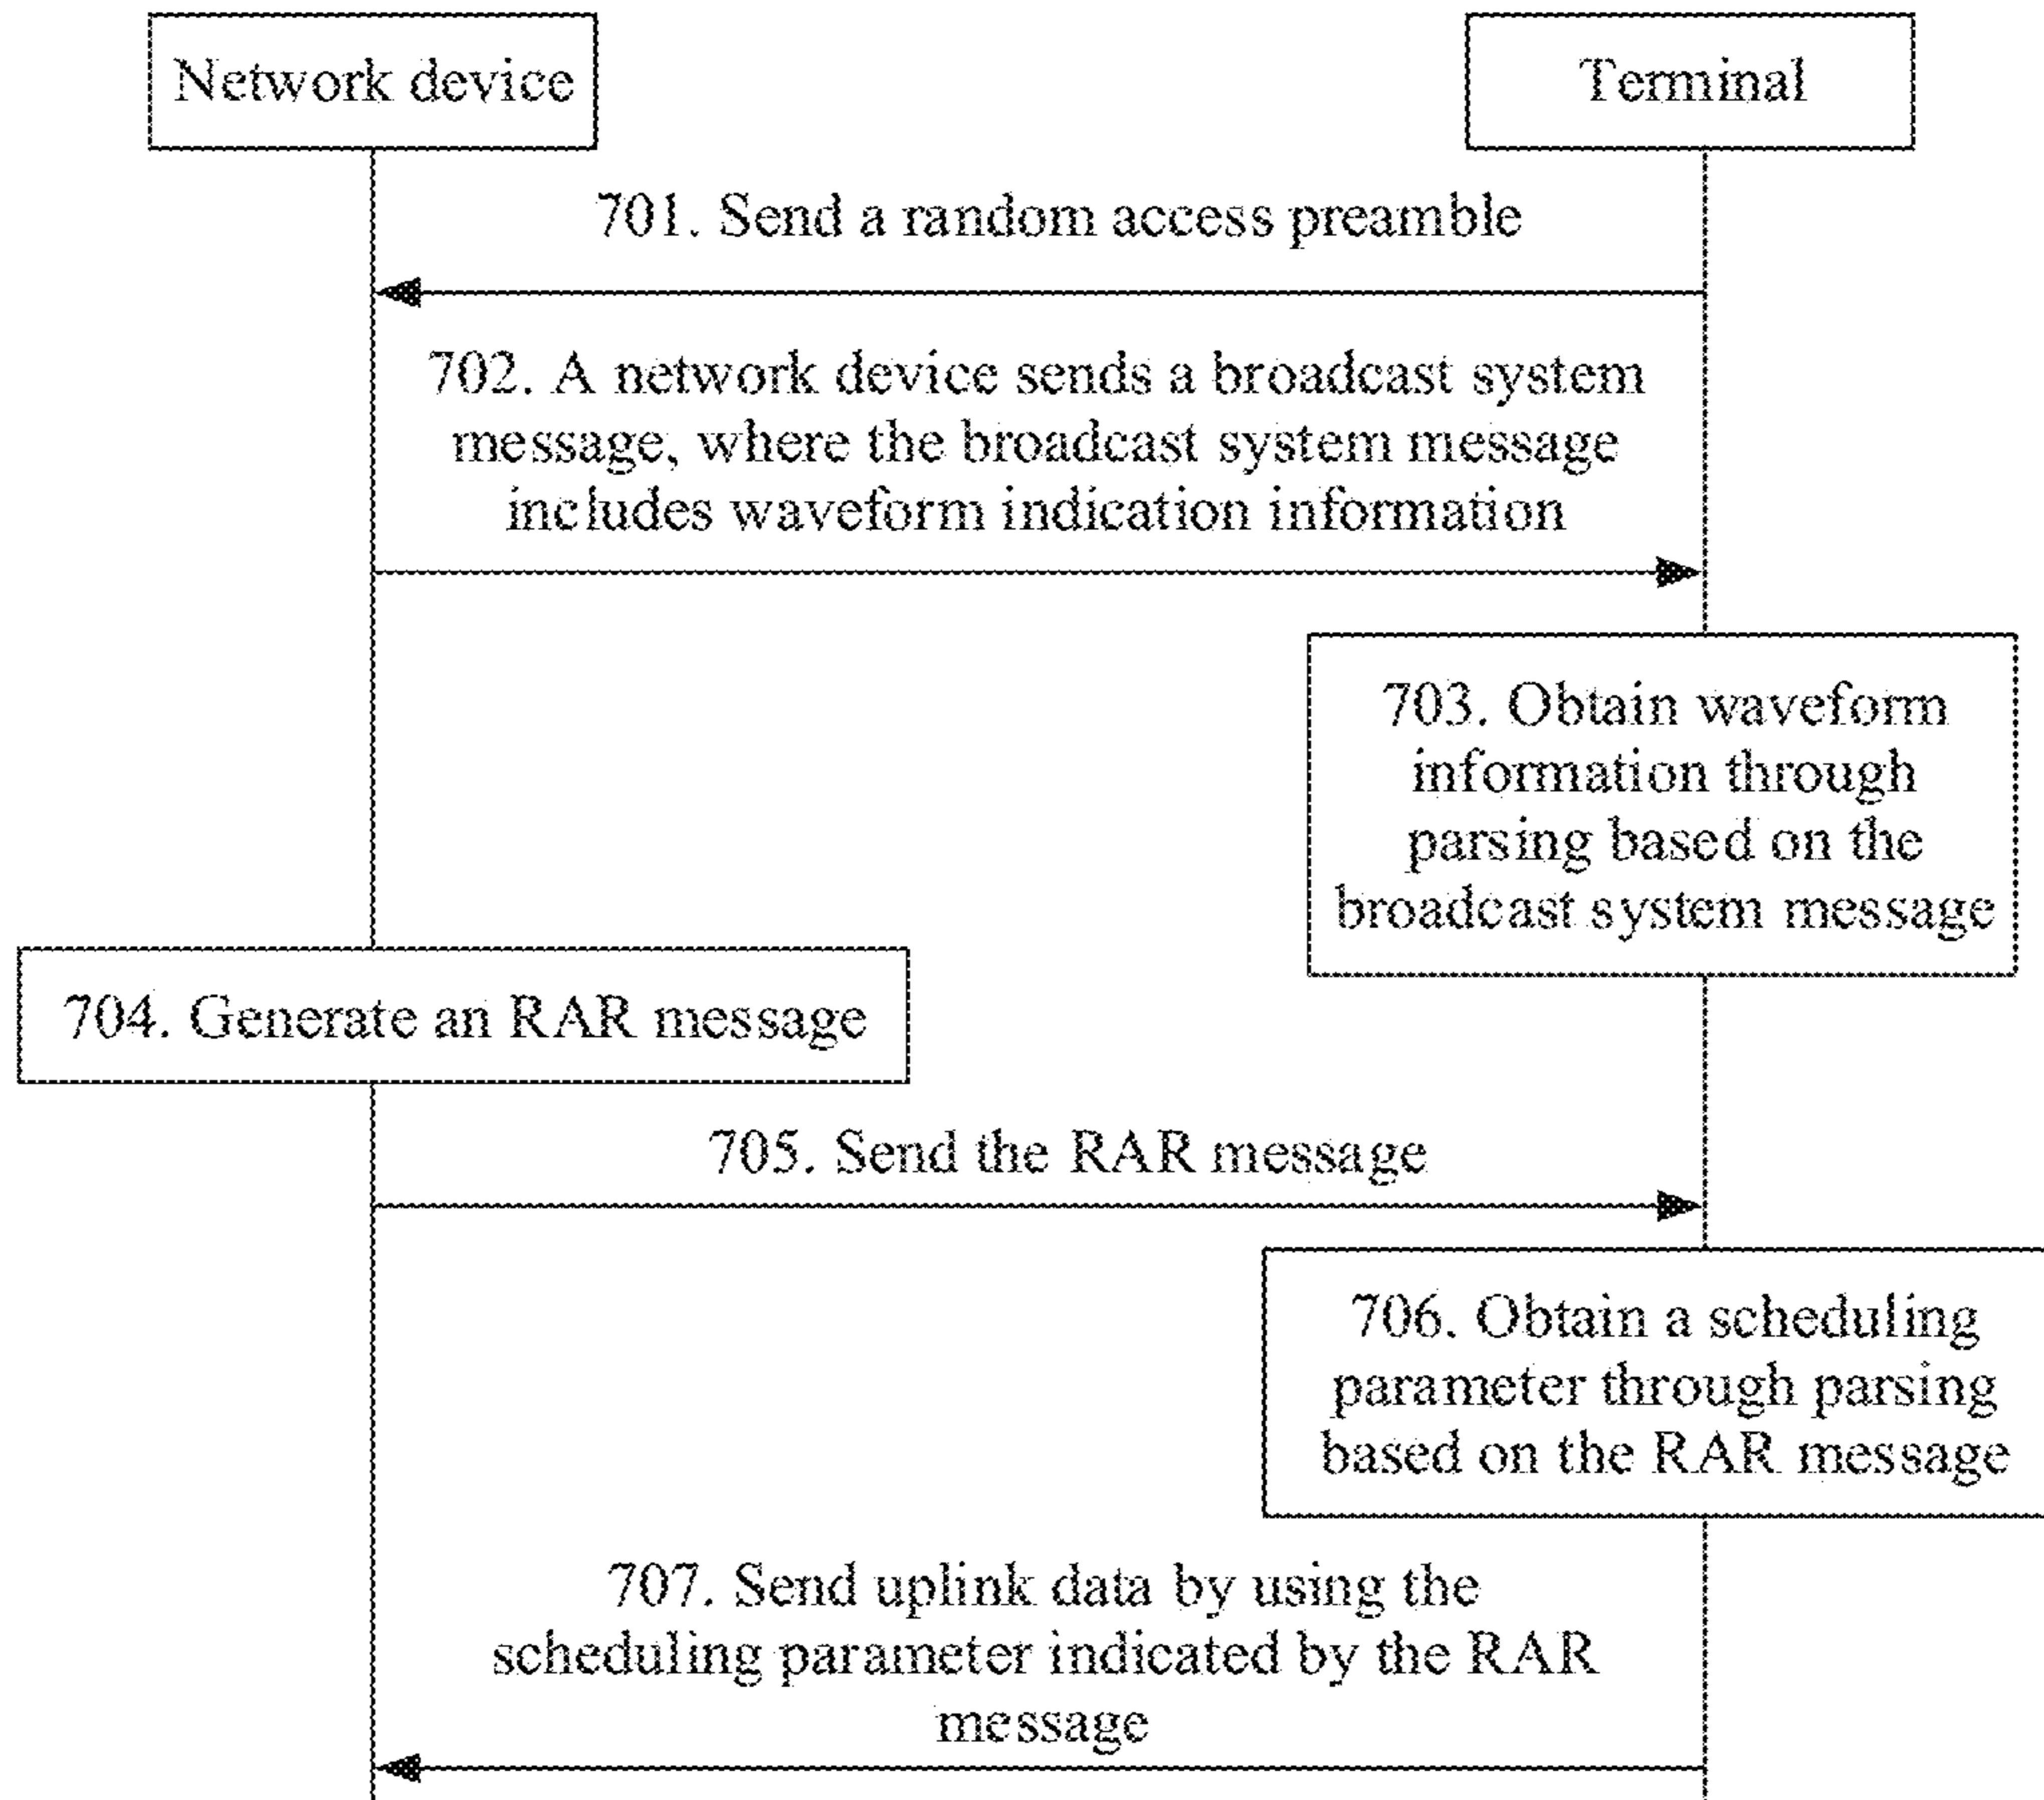 Network device
Terminal
701. Send a random access preamble
702. A network device sends a broadcast system
message, where the broadcast system message
includes waveform indication information
703. Obtain waveform
information through
parsing based on the
broadcast system message
704. Generate an RAR message
705. Send the RAR message
706. Obtain a scheduling
parameter through parsing
based on the RAR message
707. Send uplink data by using the
scheduling parameter indicated by the RAR
message